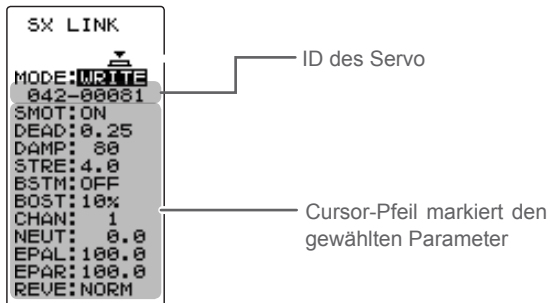 SX LINK
MODE:WRITE
042-00081
SMOT:ON
DEAD:0.25
DAMP: 80
STRE:4.0
BSTM:OFF
BOST:10%
CHAN: 1
NEUT: 0.0
EPAL:100.0
EPAR:100.0
REVE:NORM
ID des Servo
Cursor-Pfeil markiert den
gewählten Parameter